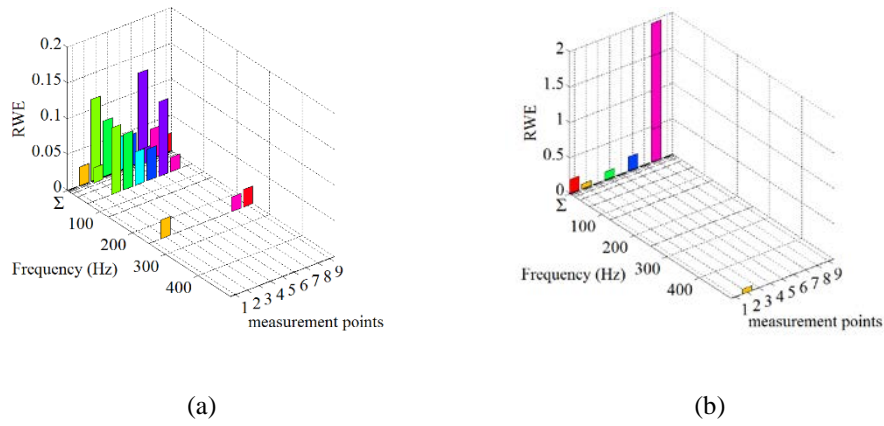 0.2
0.15
0.1
0.05
0
Σ
RWE
100
200
300
400
Frequency (Hz)
1 2 3 4 5 6 7 8 9
measurement points
(a)
2
1.5
1
0.5
0
Σ
RWE
100
200
300
400
Frequency (Hz)
1 2 3 4 5 6 7 8 9
measurement points
(b)